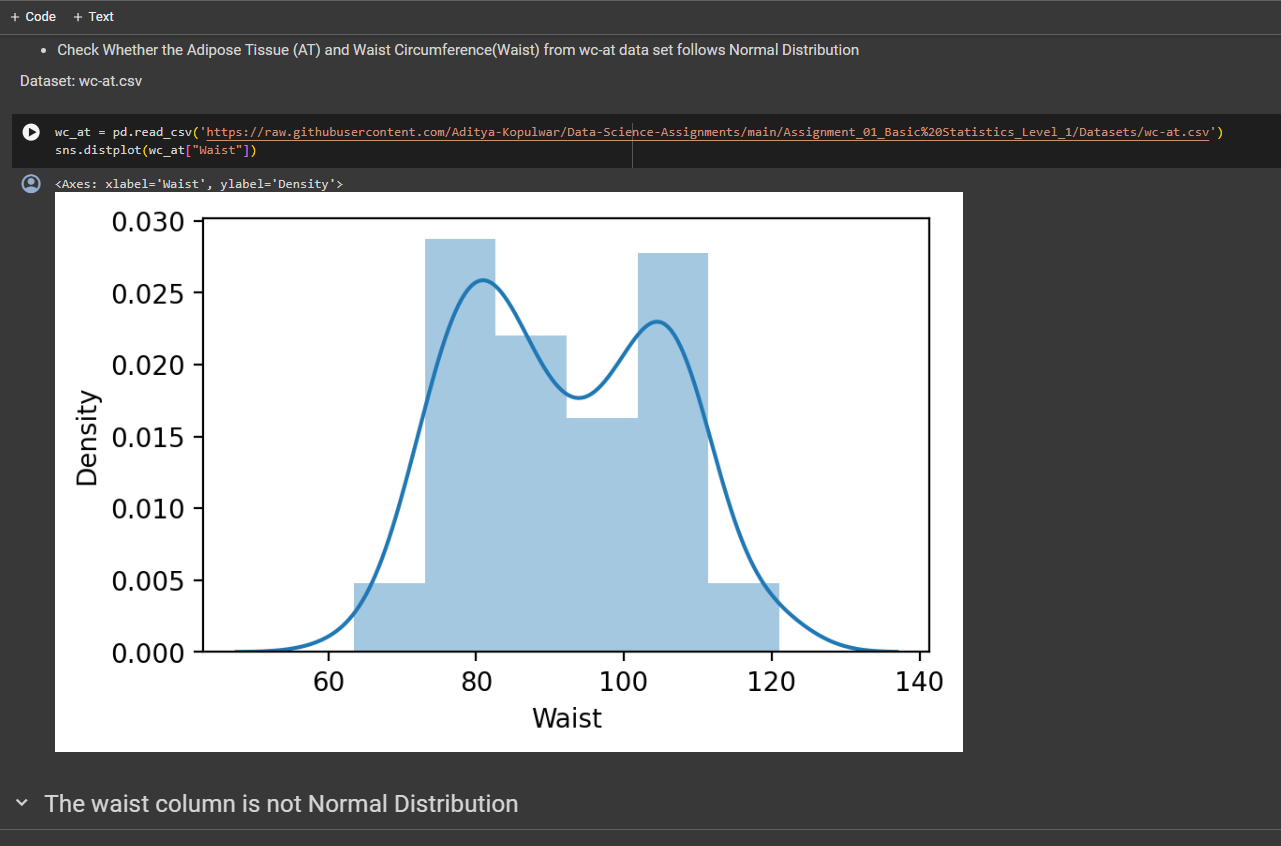 + Code + Text
• Check Whether the Adipose Tissue (AT) and Waist Circumference(Waist) from wc-at data set follows Normal Distribution
Dataset: wc-at.csv
wc_at = pd.read_csv('https://raw.githubusercontent.com/Aditya-Kopulwar/Data-Science-Assignments/main/Assignment_01_Basic%20Statistics_Level_1/Datasets/wc-at.csv')
sns.distplot(wc_at["Waist"])
<Axes: xlabel='Waist', ylabel='Density'>
0.030
0.025
0.020
0.015
0.010
0.005
0.000
Density
60 80 100 120 140
Waist
The waist column is not Normal Distribution